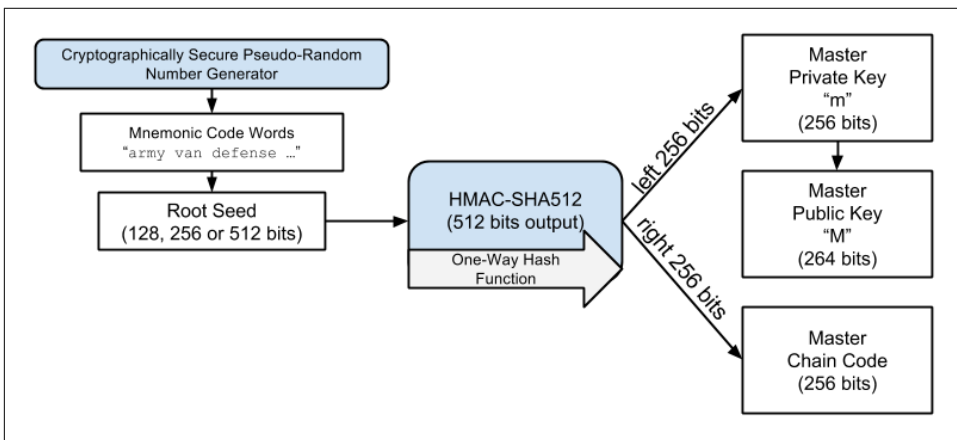 Cryptographically Secure Pseudo-Random
Number Generator
Mnemonic Code Words
“army van defense …”
Root Seed
(128, 256 or 512 bits)
HMAC-SHA512
(512 bits output)
One-Way Hash
Function
left 256 bits
right 256 bits
Master
Private Key
“m”
(256 bits)
Master
Public Key
“M”
(264 bits)
Master
Chain Code
(256 bits)